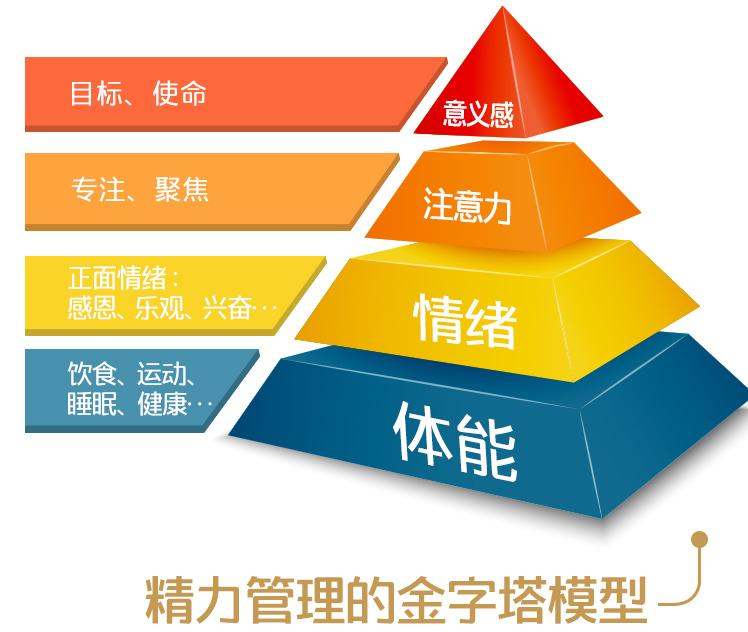 目标、使命
意义感
专注、聚焦
注意力
正面情绪：
感恩、乐观、兴奋···
情绪
饮食、运动、
睡眠、健康···
体能
精力管理的金字塔模型